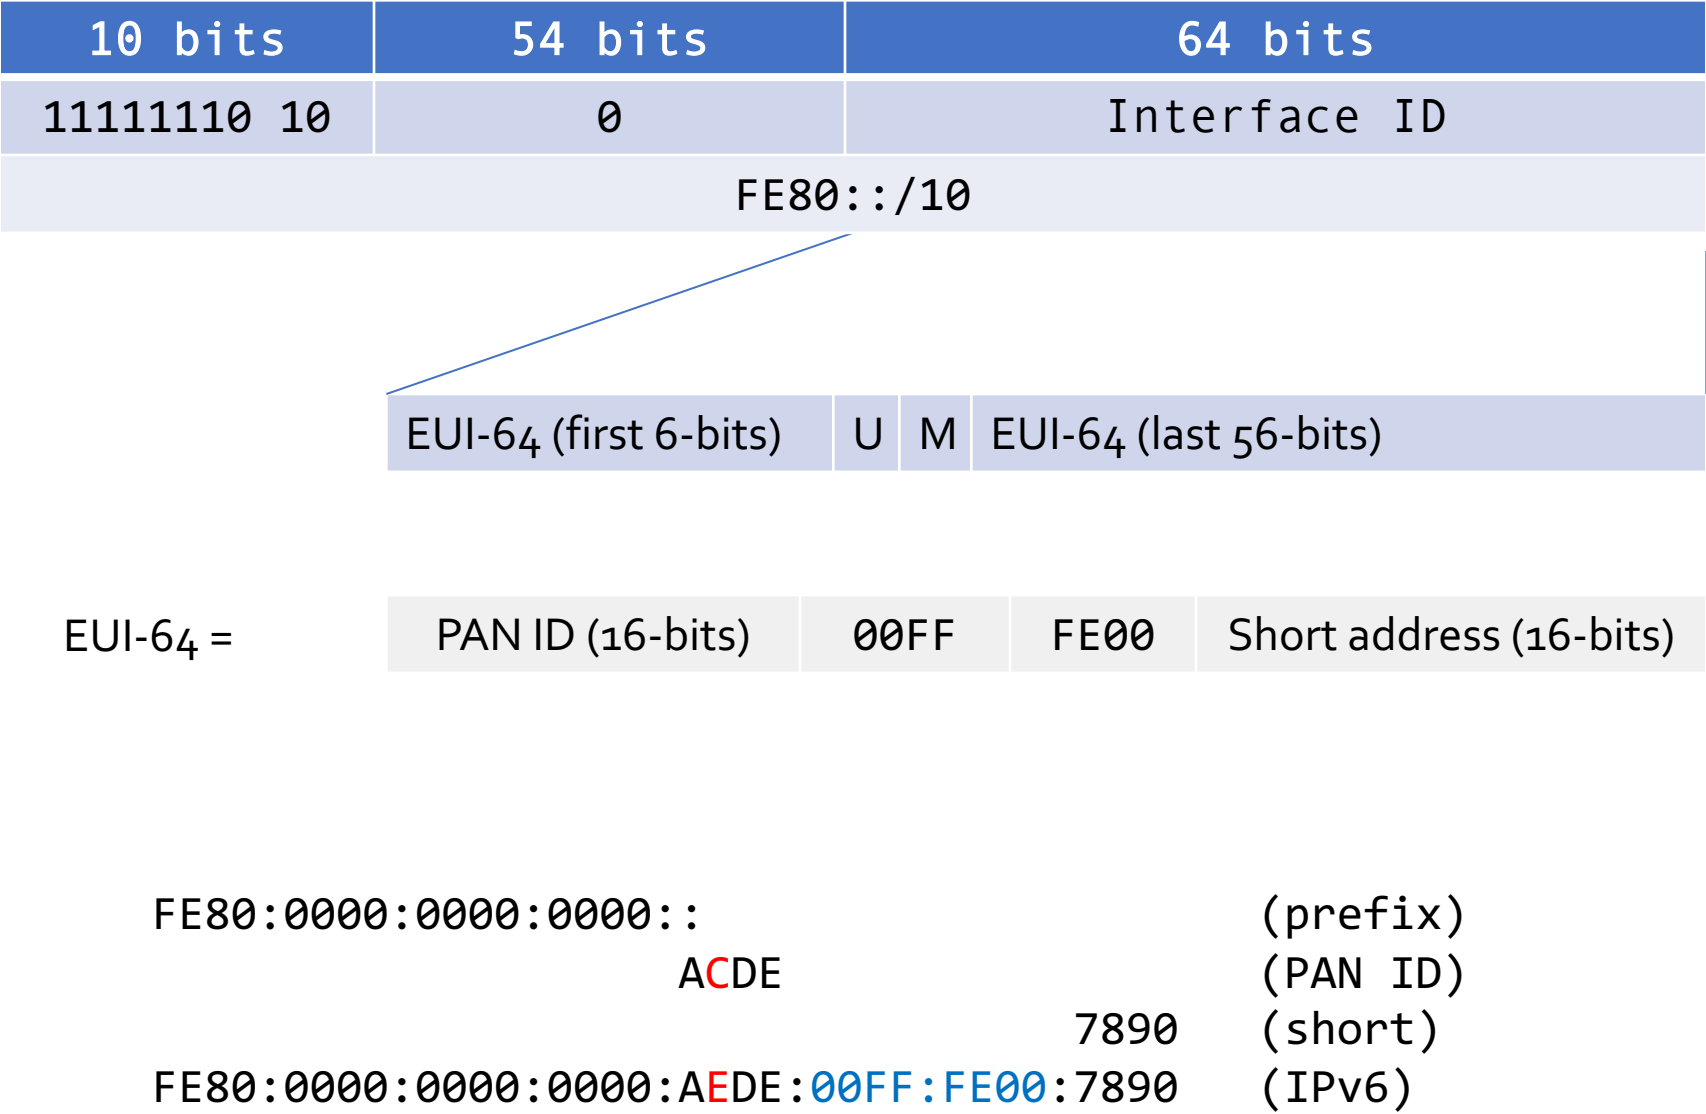 10 bits 54 bits 64 bits
11111110 10 0 Interface ID
FE80::/10
EUI-64 (first 6-bits) U M EUI-64 (last 56-bits)
EUI-64 = PAN ID (16-bits) 00FF FE00 Short address (16-bits)
FE80:0000:0000:0000:: (prefix)
ACDE (PAN ID)
7890 (short)
FE80:0000:0000:0000:AEDE:00FF:FE00:7890 (IPv6)